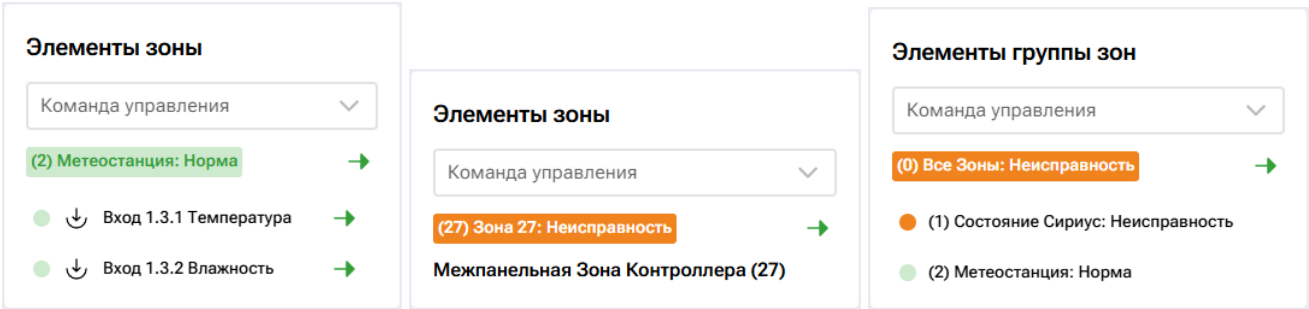 Элементы зоны
Команда управления
(2) Метеостанция: Норма
Вход 1.3.1 Температура
Вход 1.3.2 Влажность
Элементы зоны
Команда управления
(27) Зона 27: Неисправность
Межпанельная Зона Контроллера (27)
Элементы группы зон
Команда управления
(0) Все Зоны: Неисправность
(1) Состояние Сириус: Неисправность
(2) Метеостанция: Норма